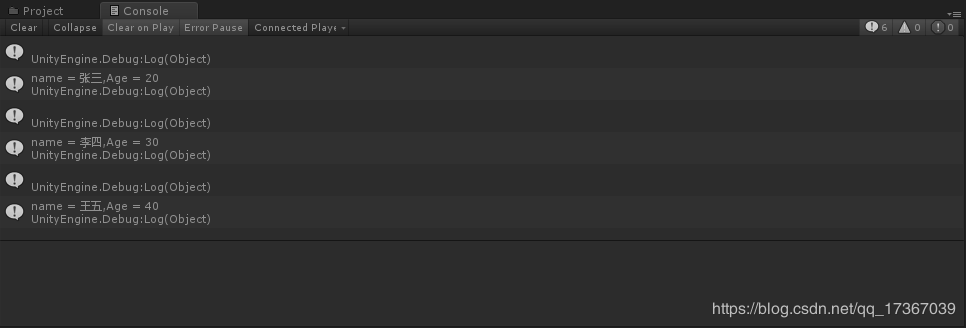 Project
Console
Clear Collapse Clear on Play Error Pause Connected Playe 6 0 0
UnityEngine.Debug:Log(Object)
name = 张三,Age = 20
UnityEngine.Debug:Log(Object)
UnityEngine.Debug:Log(Object)
name = 李四,Age = 30
UnityEngine.Debug:Log(Object)
UnityEngine.Debug:Log(Object)
name = 王五,Age = 40
UnityEngine.Debug:Log(Object)
https://blog.csdn.net/qq_17367039